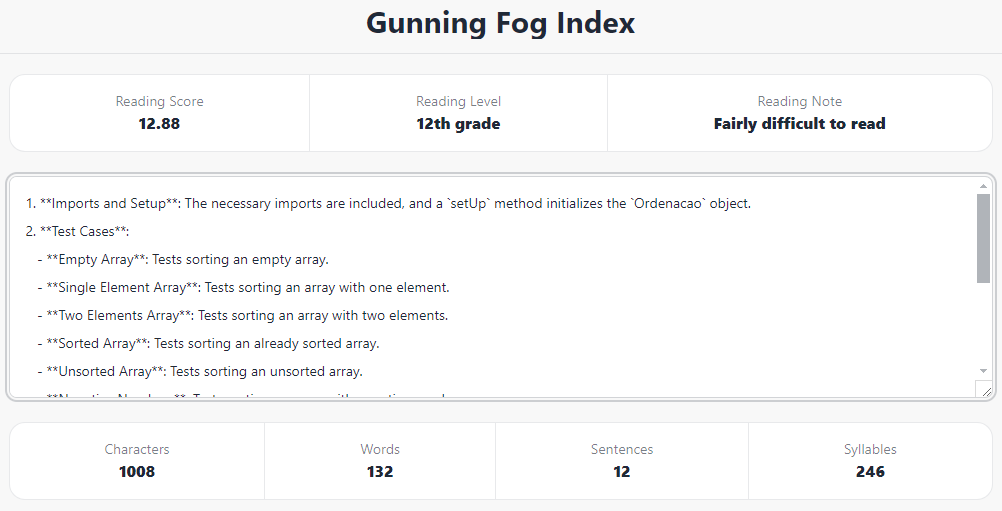 Gunning Fog Index
Reading Score
12.88
Reading Level
12th grade
Reading Note
Fairly difficult to read
1. **Imports and Setup**: The necessary imports are included, and a `setUp` method initializes the `Ordenacao` object.
2. **Test Cases**:
- **Empty Array**: Tests sorting an empty array.
- **Single Element Array**: Tests sorting an array with one element.
- **Two Elements Array**: Tests sorting an array with two elements.
- **Sorted Array**: Tests sorting an already sorted array.
- **Unsorted Array**: Tests sorting an unsorted array.
Characters
1008
Words
132
Sentences
12
Syllables
246